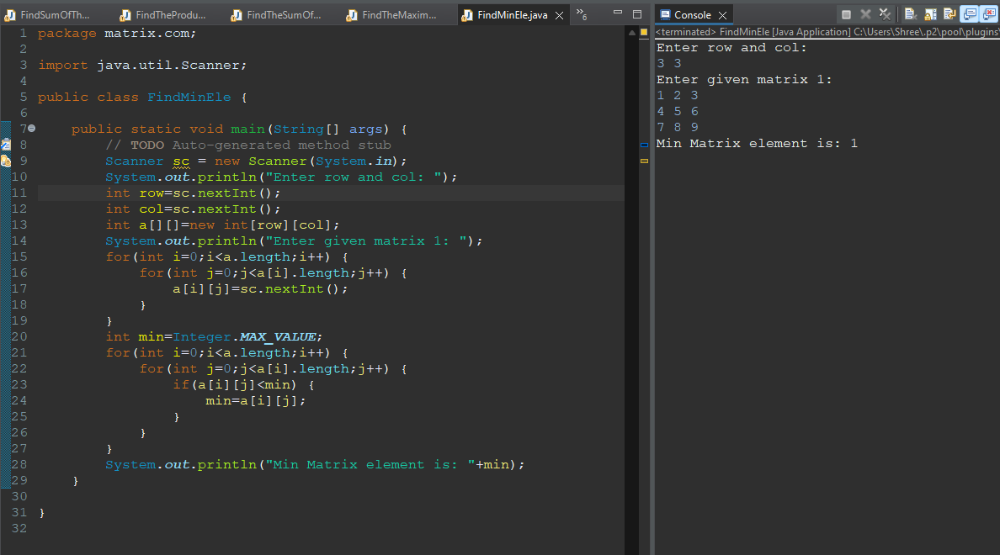 FindSumOfTh... FindTheProdu... FindTheSumOf... FindTheMaxim... FindMinEle.java »6
1 package matrix.com;
2
3 import java.util.Scanner;
4
5 public class FindMinEle {
6
7     public static void main(String[] args) {
8         // TODO Auto-generated method stub
9         Scanner sc = new Scanner(System.in);
10         System.out.println("Enter row and col: ");
11         int row=sc.nextInt();
12         int col=sc.nextInt();
13         int a[][]=new int[row][col];
14         System.out.println("Enter given matrix 1: ");
15         for(int i=0;i<a.length;i++) {
16             for(int j=0;j<a[i].length;j++) {
17                 a[i][j]=sc.nextInt();
18             }
19         }
20         int min=Integer.MAX_VALUE;
21         for(int i=0;i<a.length;i++) {
22             for(int j=0;j<a[i].length;j++) {
23                 if(a[i][j]<min) {
24                     min=a[i][j];
25                 }
26             }
27         }
28         System.out.println("Min Matrix element is: "+min);
29     }
30
31 }
32
Console
<terminated> FindMinEle [Java Application] C:\Users\Shree\.p2\pool\plugins\
Enter row and col:
3 3
Enter given matrix 1:
1 2 3
4 5 6
7 8 9
Min Matrix element is: 1